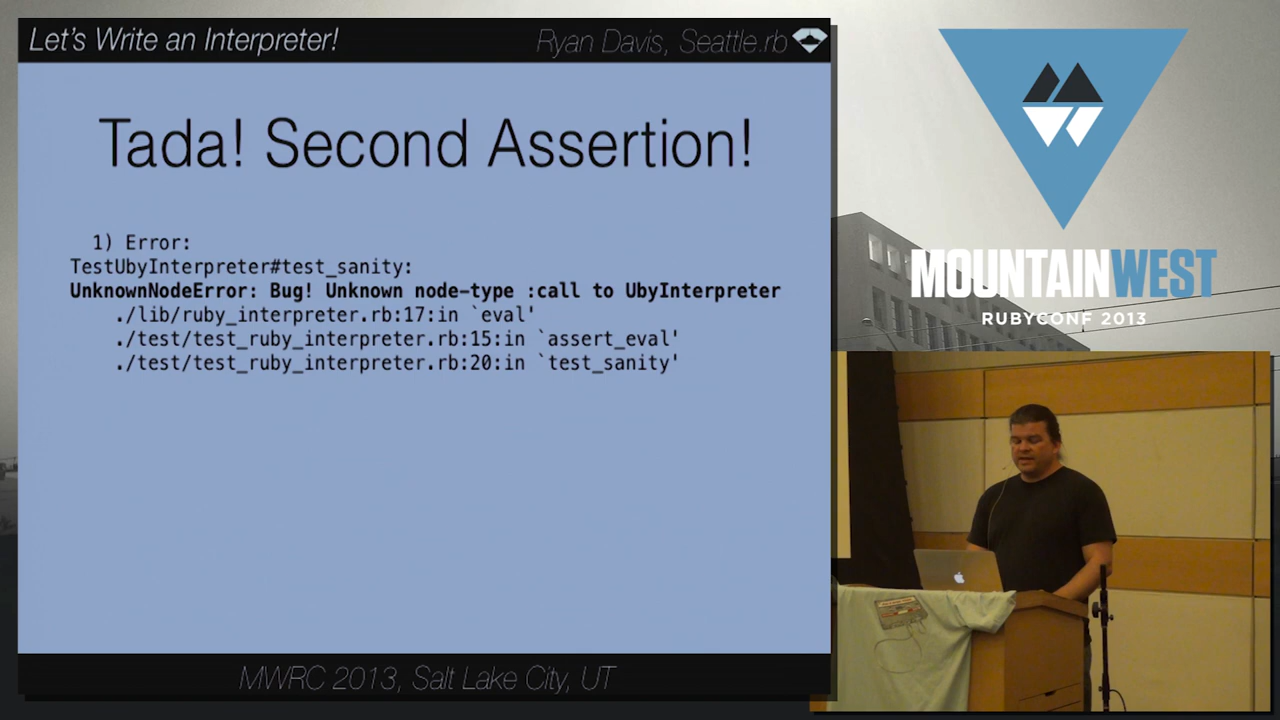 Let's Write an Interpreter!
Ryan Davis, Seattle.rb
Tada! Second Assertion!
1) Error:
TestUbyInterpreter#test_sanity:
UnknownNodeError: Bug! Unknown node-type :call to UbyInterpreter
./lib/ruby_interpreter.rb:17:in `eval'
./test/test_ruby_interpreter.rb:15:in `assert_eval'
./test/test_ruby_interpreter.rb:20:in `test_sanity'
MWRC 2013, Salt Lake City, UT
MOUNTAINWEST
RUBYCONF 2013